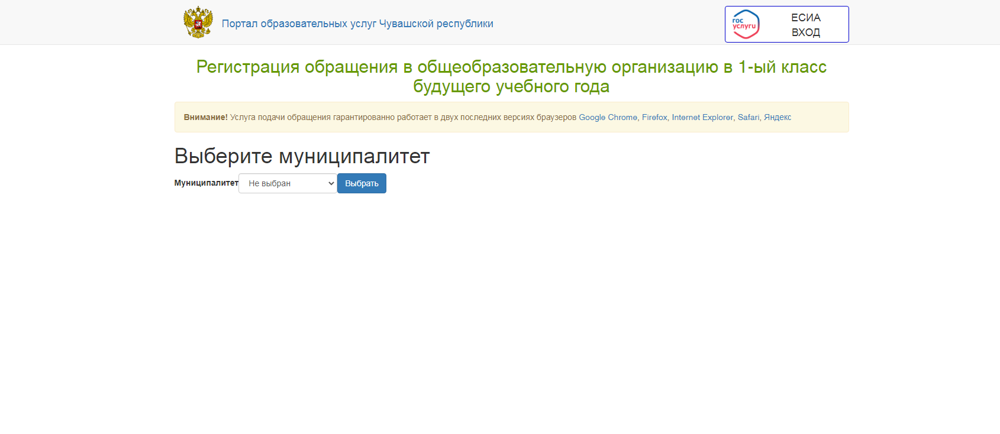 Портал образовательных услуг Чувашской республики
гос
услуги
ЕСИА
ВХОД
Регистрация обращения в общеобразовательную организацию в 1-ый класс
будущего учебного года
Внимание! Услуга подачи обращения гарантированно работает в двух последних версиях браузеров Google Chrome, Firefox, Internet Explorer, Safari, Яндекс
Выберите муниципалитет
Муниципалитет Не выбран Выбрать